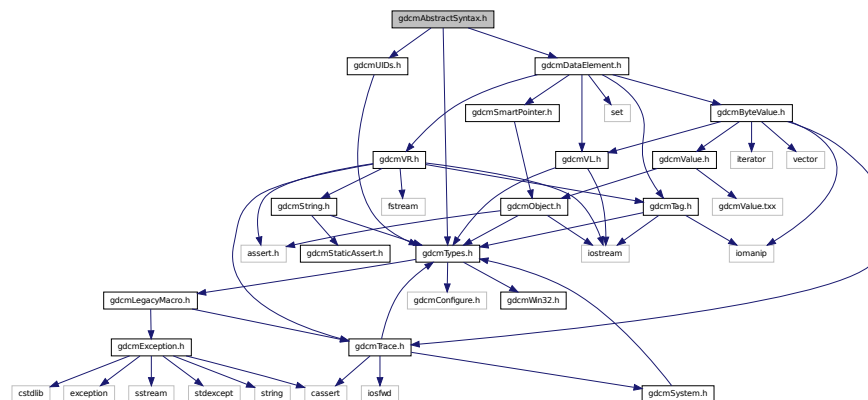 gdcmAbstractSyntax.h
gdcmUIDs.h
gdcmDataElement.h
gdcmSmartPointer.h
set
gdcmByteValue.h
gdcmVR.h
gdcmVL.h
gdcmValue.h
iterator
vector
gdcmString.h
fstream
gdcmObject.h
gdcmTag.h
gdcmValue.txx
assert.h
gdcmStaticAssert.h
gdcmTypes.h
iostream
iomanip
gdcmLegacyMacro.h
gdcmConfigure.h
gdcmWin32.h
gdcmException.h
gdcmTrace.h
cstdlib
exception
sstream
stdexcept
string
cassert
iosfwd
gdcmSystem.h